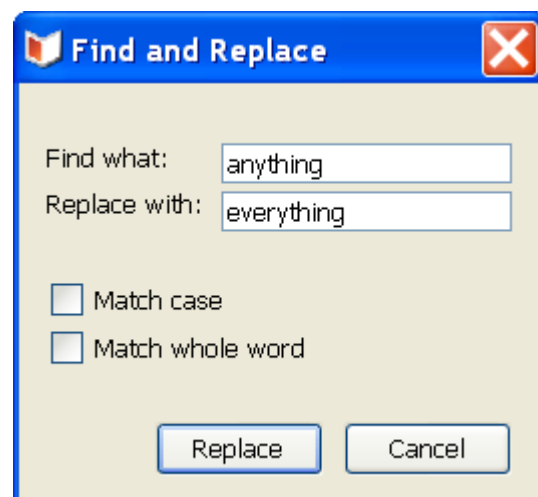 Find and Replace
Find what: anything
Replace with: everything
Match case
Match whole word
Replace Cancel